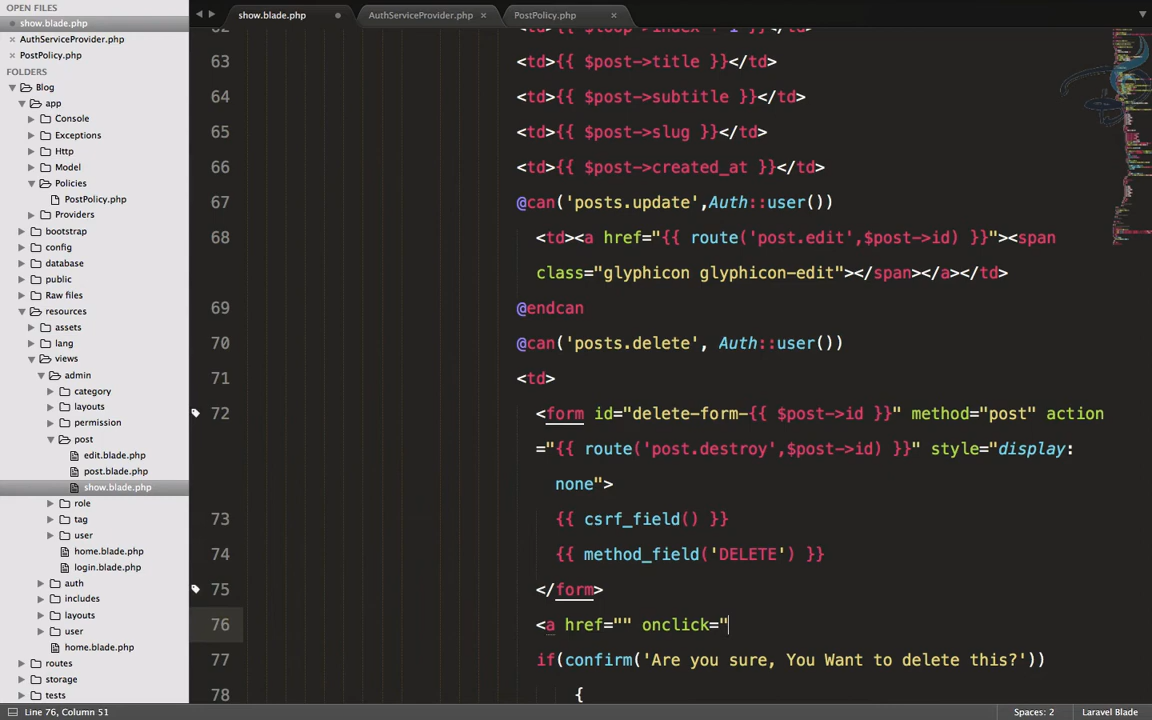 OPEN FILES
show.blade.php
AuthServiceProvider.php
PostPolicy.php
FOLDERS
Blog
app
Console
Exceptions
Http
Model
Policies
PostPolicy.php
Providers
bootstrap
config
database
public
Raw files
resources
assets
lang
views
admin
category
layouts
permission
post
edit.blade.php
post.blade.php
show.blade.php
role
tag
user
home.blade.php
login.blade.php
auth
includes
layouts
user
home.blade.php
routes
storage
tests
show.blade.php AuthServiceProvider.php PostPolicy.php
62 <td>{{ $loop->index + 1 }}</td>
63 <td>{{ $post->title }}</td>
64 <td>{{ $post->subtitle }}</td>
65 <td>{{ $post->slug }}</td>
66 <td>{{ $post->created_at }}</td>
67 @can('posts.update',Auth::user())
68 <td><a href="{{ route('post.edit',$post->id) }}"><span
class="glyphicon glyphicon-edit"></span></a></td>
69 @endcan
70 @can('posts.delete', Auth::user())
71 <td>
72 <form id="delete-form-{{ $post->id }}" method="post" action
="{{ route('post.destroy',$post->id) }}" style="display:
none">
73 {{ csrf_field() }}
74 {{ method_field('DELETE') }}
75 </form>
76 <a href="" onclick="
77 if(confirm('Are you sure, You Want to delete this?'))
78 {
Line 76, Column 51
Spaces: 2 Laravel Blade